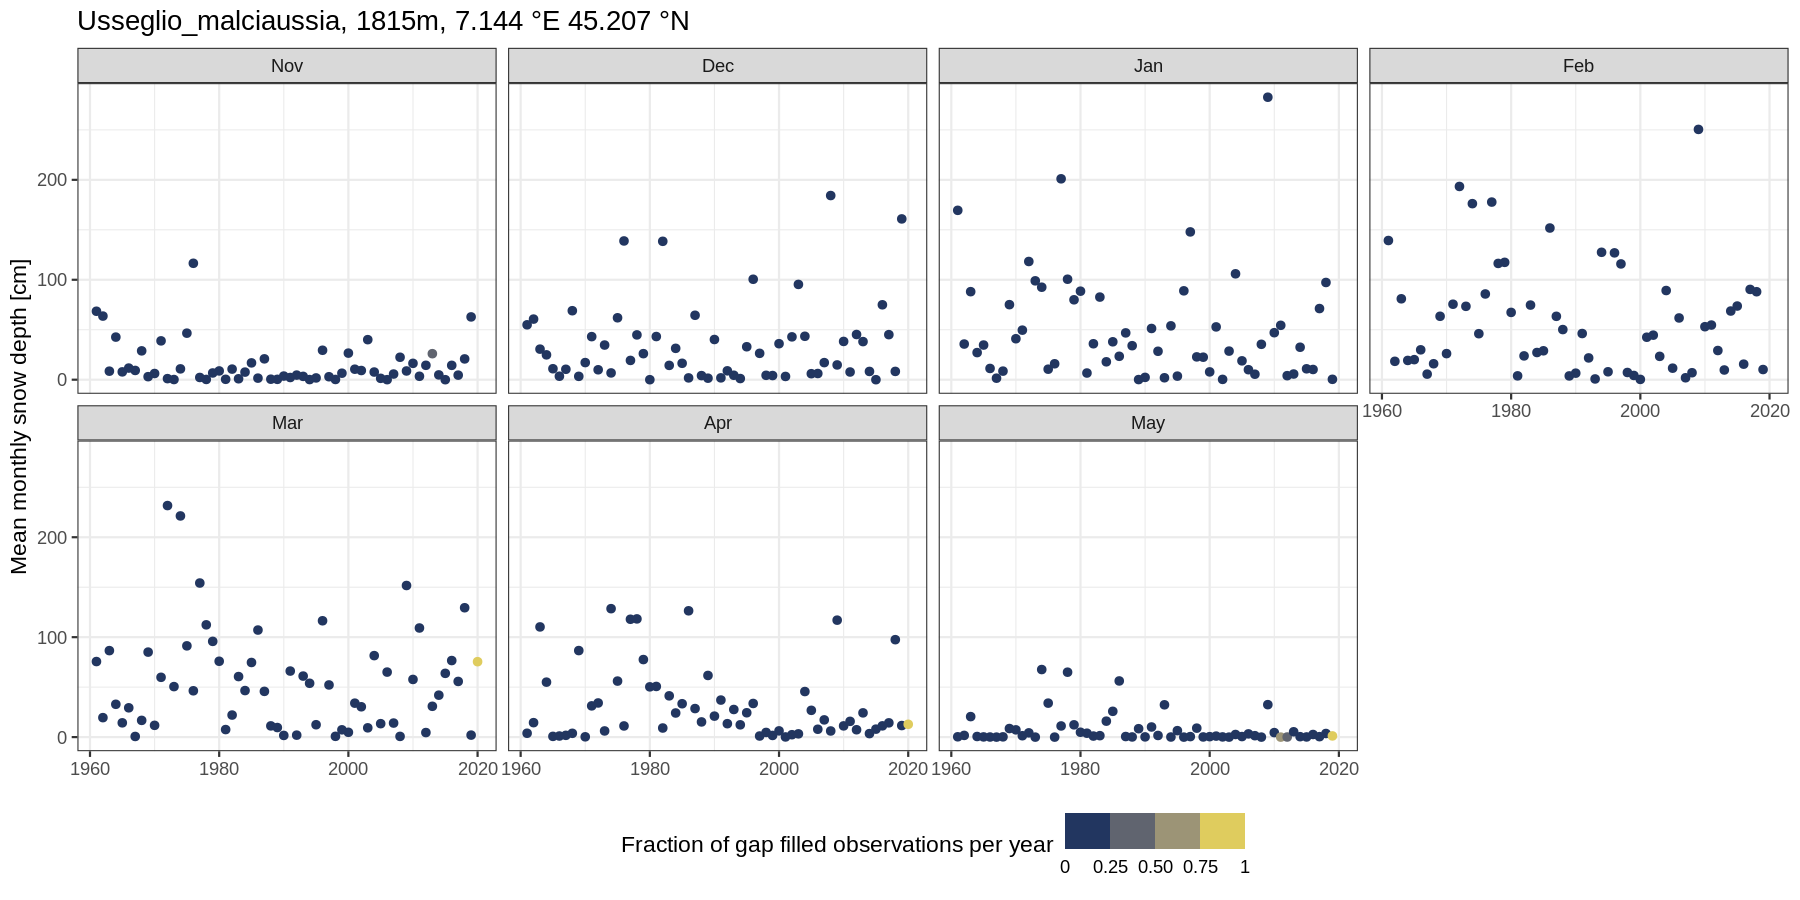 Usseglio_malciaussia, 1815m, 7.144 °E 45.207 °N
Nov
Dec
Jan
Feb
200
100
0
1960
1980
2000
2020
Mar
Apr
May
200
100
0
1960
1980
2000
2020
1960
1980
2000
2020
1960
1980
2000
2020
Mean monthly snow depth [cm]
Fraction of gap filled observations per year
0
0.25
0.50
0.75
1